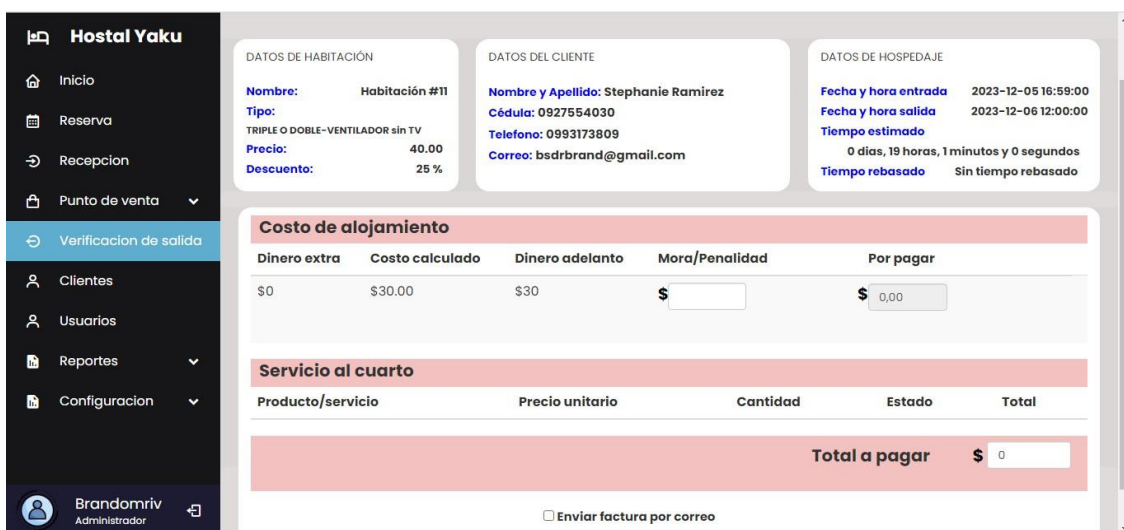 Hostal Yaku
Inicio
Reserva
Recepcion
Punto de venta
Verificacion de salida
Clientes
Usuarios
Reportes
Configuracion
Brandomriv
Administrador
DATOS DE HABITACIÓN
Nombre: Habitación #11
Tipo:
TRIPLE O DOBLE-VENTILADOR sin TV
Precio: 40.00
Descuento: 25 %
DATOS DEL CLIENTE
Nombre y Apellido: Stephanie Ramirez
Cédula: 0927554030
Telefono: 0993173809
Correo: bsdrbrand@gmail.com
DATOS DE HOSPEDAJE
Fecha y hora entrada 2023-12-05 16:59:00
Fecha y hora salida 2023-12-06 12:00:00
Tiempo estimado
0 dias, 19 horas, 1 minutos y 0 segundos
Tiempo rebasado Sin tiempo rebasado
Costo de alojamiento
Dinero extra Costo calculado Dinero adelanto Mora/Penalidad Por pagar
$0 $30.00 $30 $ $ 0,00
Servicio al cuarto
Producto/servicio Precio unitario Cantidad Estado Total
Total a pagar $ 0
Enviar factura por correo